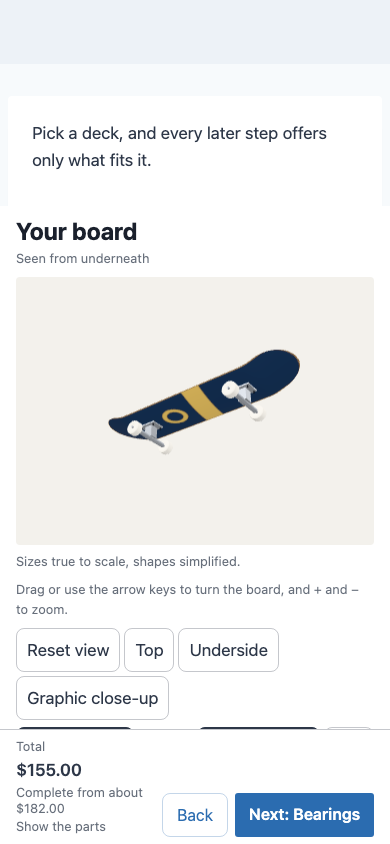 Pick a deck, and every later step offers
only what fits it.
Your board
Seen from underneath
Sizes true to scale, shapes simplified.
Drag or use the arrow keys to turn the board, and + and –
to zoom.
Reset view
Top
Underside
Graphic close-up
Total
$155.00
Complete from about
$182.00
Show the parts
Back
Next: Bearings